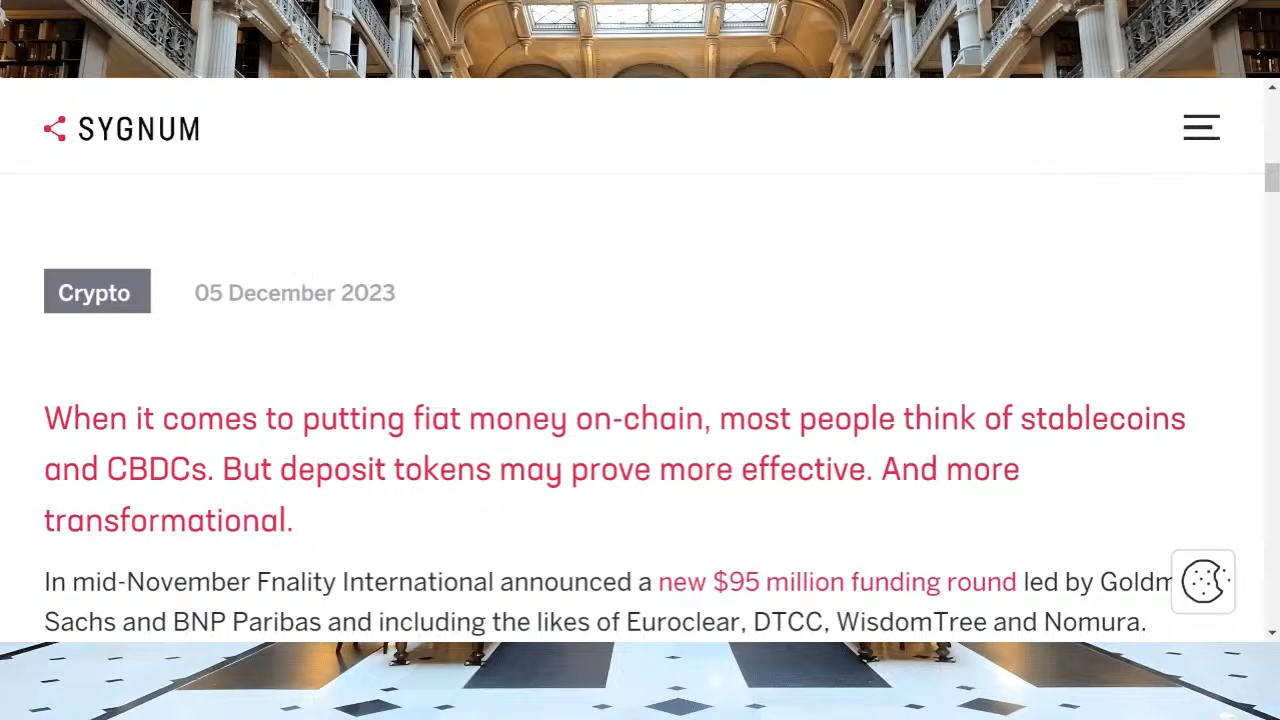 SYGNUM
Crypto
05 December 2023
When it comes to putting fiat money on-chain, most people think of stablecoins
and CBDCs. But deposit tokens may prove more effective. And more
transformational.
In mid-November Fnality International announced a new $95 million funding round led by
Sachs and BNP Paribas and including the likes of Euroclear, DTCC, WisdomTree and Nomura.